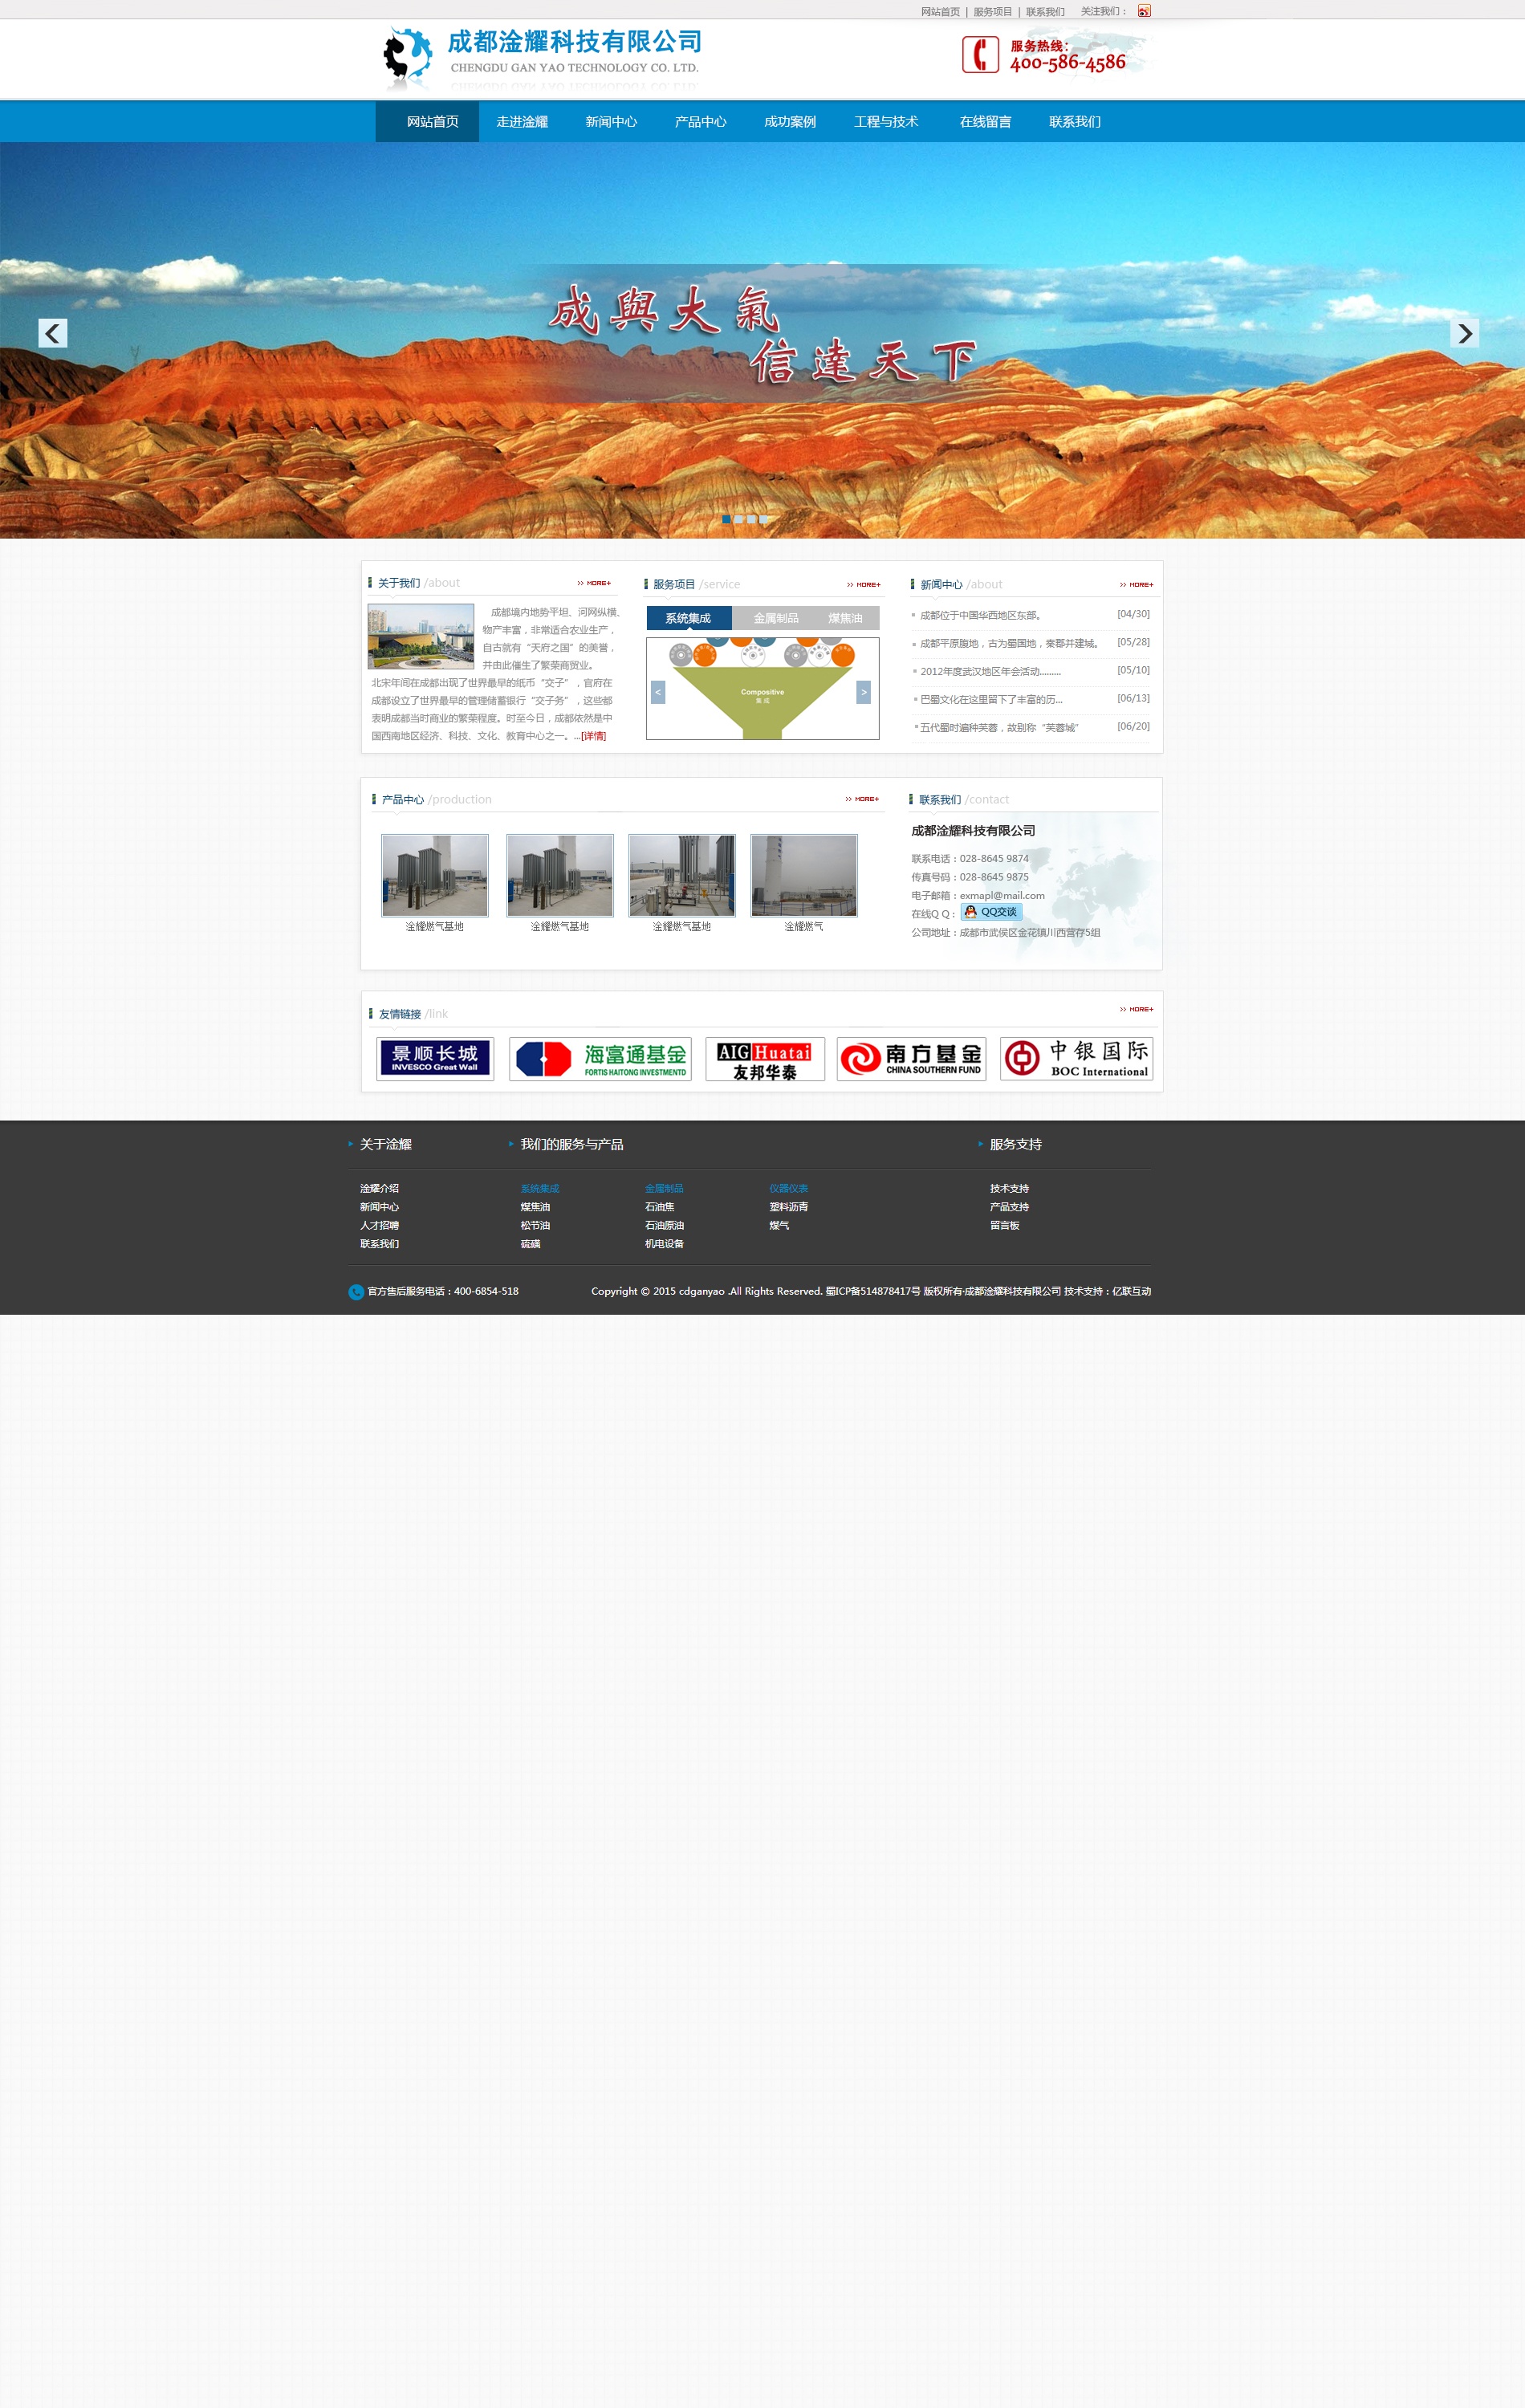 网站首页 | 服务项目 | 联系我们 关注我们：
成都淦耀科技有限公司
CHENGDU GAN YAO TECHNOLOGY CO. LTD.
服务热线：
400-586-4586
网站首页 走进淦耀 新闻中心 产品中心 成功案例 工程与技术 在线留言 联系我们
成與大氣
信達天下
关于我们 /about >> MORE+
成都境内地势平坦、河网纵横、
物产丰富，非常适合农业生产，
自古就有“天府之国”的美誉，
并由此催生了繁荣商贸业。
北宋年间在成都出现了世界最早的纸币“交子”，官府在
成都设立了世界最早的管理储蓄银行“交子务”，这些都
表明成都当时商业的繁荣程度。时至今日，成都依然是中
国西南地区经济、科技、文化、教育中心之一。...[详情]
服务项目 /service >> MORE+
系统集成 金属制品 煤焦油
< >
Compositive
集成
新闻中心 /about >> MORE+
成都位于中国华西地区东部。 [04/30]
成都平原腹地，古为蜀国地，秦郡并建城。 [05/28]
2012年度武汉地区年会活动......... [05/10]
巴蜀文化在这里留下了丰富的历... [06/13]
五代蜀时遍种芙蓉，故别称“芙蓉城” [06/20]
产品中心 /production >> MORE+
淦耀燃气基地 淦耀燃气基地 淦耀燃气基地 淦耀燃气
联系我们 /contact
成都淦耀科技有限公司
联系电话：028-8645 9874
传真号码：028-8645 9875
电子邮箱：exmapl@mail.com
在线Q Q： QQ交谈
公司地址：成都市武侯区金花镇川西营存5组
友情链接 /link >> MORE+
景顺长城
INVESCO Great Wall
海富通基金
FORTIS HAITONG INVESTMENTD
AIG Huatai
友邦华泰
南方基金
CHINA SOUTHERN FUND
中银国际
BOC International
关于淦耀 我们的服务与产品 服务支持
淦耀介绍 系统集成 金属制品 仪器仪表 技术支持
新闻中心 煤焦油 石油焦 塑料沥青 产品支持
人才招聘 松节油 石油原油 煤气 留言板
联系我们 硫磺 机电设备
官方售后服务电话：400-6854-518 Copyright © 2015 cdganyao .All Rights Reserved. 蜀ICP备514878417号 版权所有·成都淦耀科技有限公司 技术支持：亿联互动